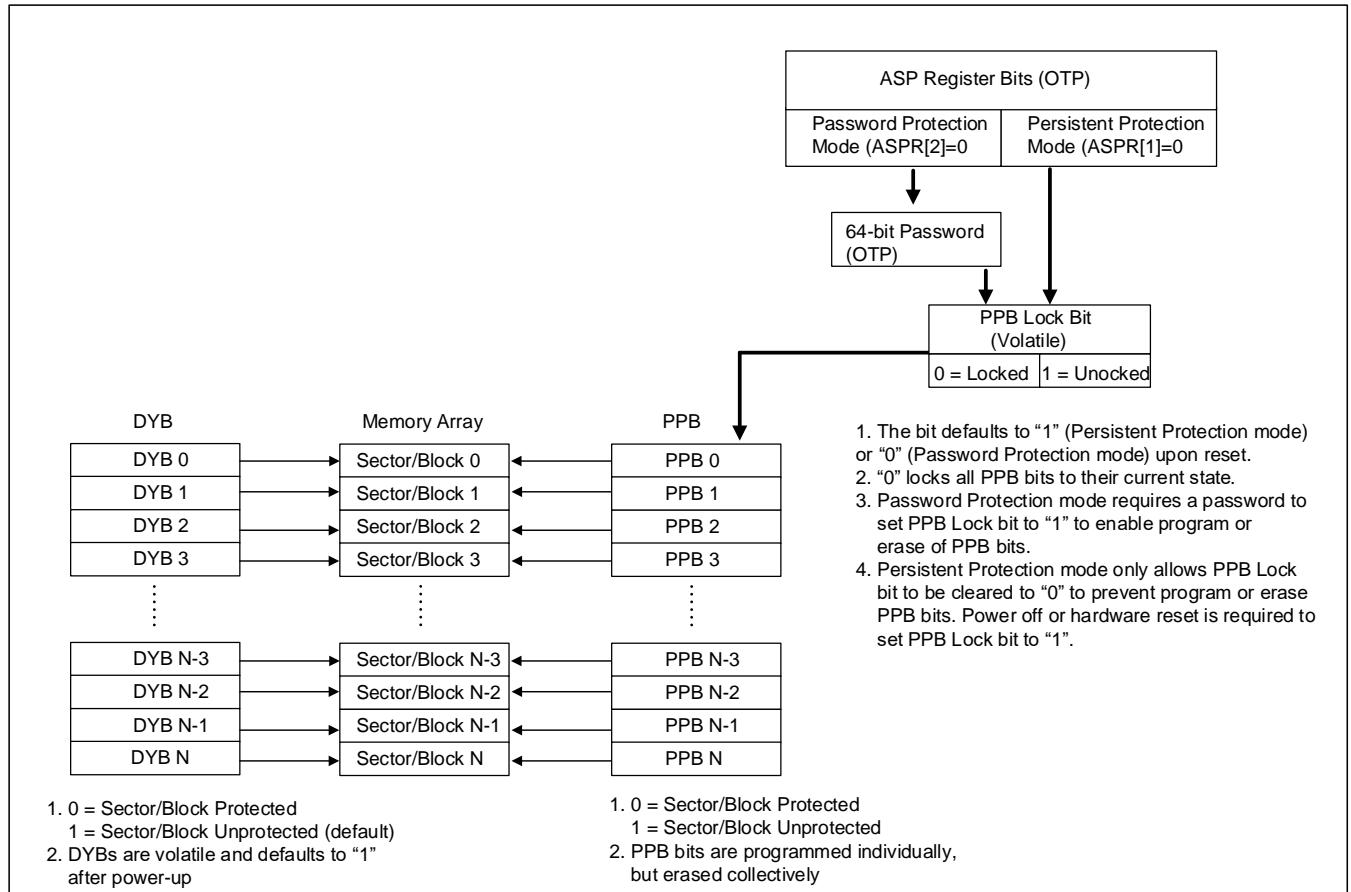 ASP Register Bits (OTP)
Password Protection
Mode (ASPR[2]=0
Persistent Protection
Mode (ASPR[1]=0
64-bit Password
(OTP)
PPB Lock Bit
(Volatile)
0 = Locked
1 = Unocked
1. The bit defaults to “1” (Persistent Protection mode)
or “0” (Password Protection mode) upon reset.
2. “0” locks all PPB bits to their current state.
3. Password Protection mode requires a password to
set PPB Lock bit to “1” to enable program or
erase of PPB bits.
4. Persistent Protection mode only allows PPB Lock
bit to be cleared to “0” to prevent program or erase
PPB bits. Power off or hardware reset is required to
set PPB Lock bit to “1”.
DYB
Memory Array
PPB
DYB 0
Sector/Block 0
PPB 0
DYB 1
Sector/Block 1
PPB 1
DYB 2
Sector/Block 2
PPB 2
DYB 3
Sector/Block 3
PPB 3
DYB N-3
Sector/Block N-3
PPB N-3
DYB N-2
Sector/Block N-2
PPB N-2
DYB N-1
Sector/Block N-1
PPB N-1
DYB N
Sector/Block N
PPB N
1. 0 = Sector/Block Protected
1 = Sector/Block Unprotected (default)
2. DYBs are volatile and defaults to “1”
after power-up
1. 0 = Sector/Block Protected
1 = Sector/Block Unprotected
2. PPB bits are programmed individually,
but erased collectively